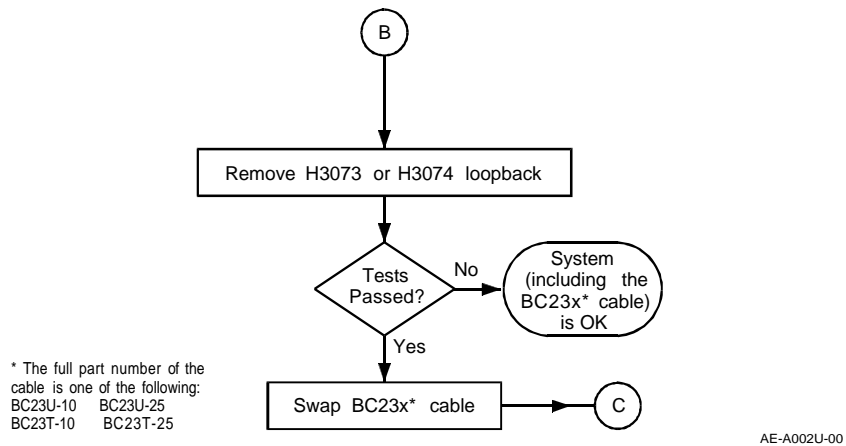 B
Remove H3073 or H3074 loopback
Tests
Passed?
No
System
(including the
BC23x* cable)
is OK
Yes
Swap BC23x* cable
C
* The full part number of the
cable is one of the following:
BC23U-10 BC23U-25
BC23T-10 BC23T-25
AE-A002U-00